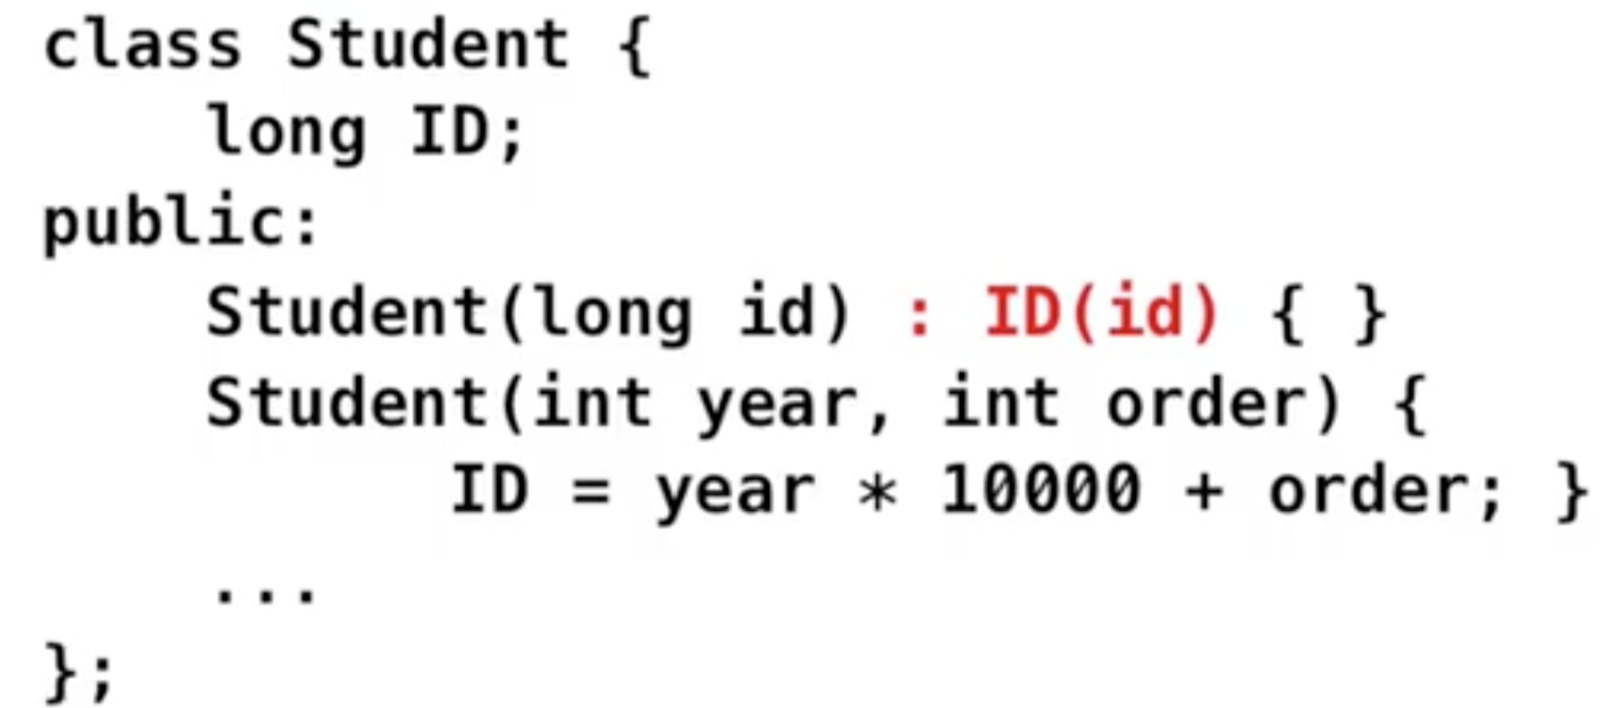 class Student {
    long ID;
public:
    Student(long id) : ID(id) { }
    Student(int year, int order) {
          ID = year * 10000 + order; }
    ...
};